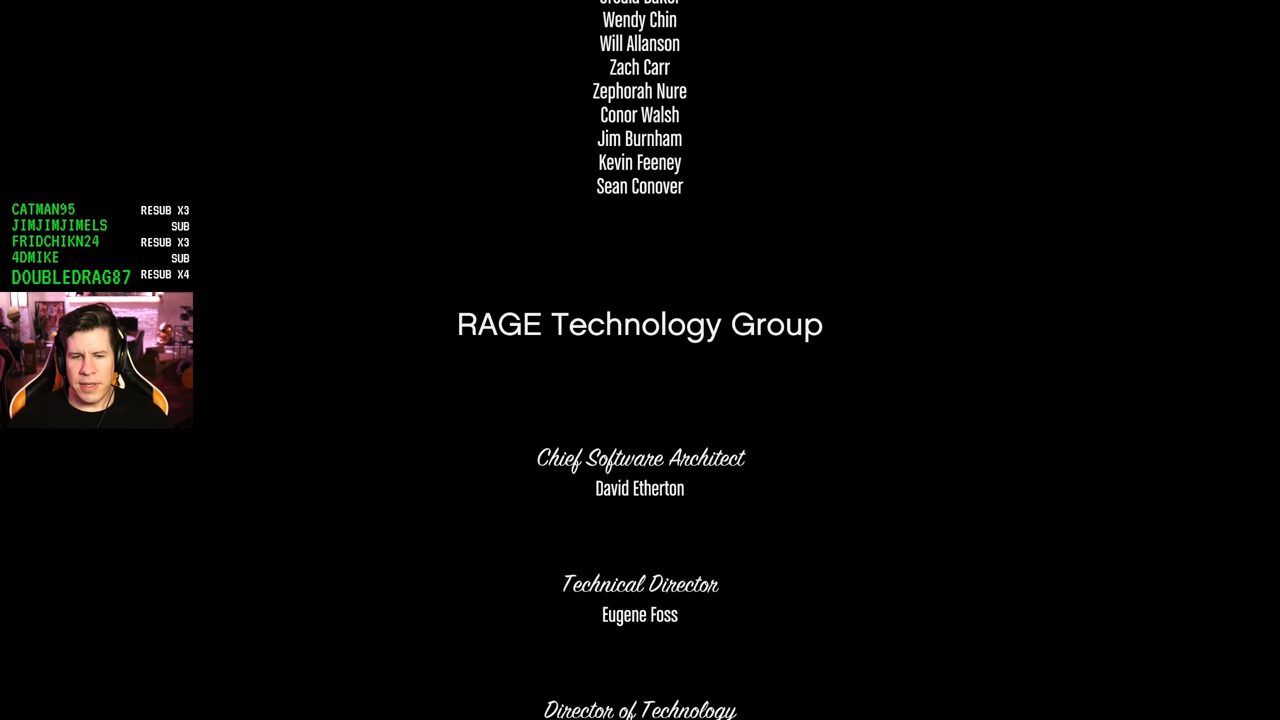 Wendy Chin
Will Allanson
Zach Carr
Zephorah Nure
Conor Walsh
Jim Burnham
Kevin Feeney
Sean Conover
CATMAN95 RESUB X3
JIMJIMJIMELS SUB
FRIDCHIKN24 RESUB X3
4DMIKE SUB
DOUBLEDRAG87 RESUB X4
RAGE Technology Group
Chief Software Architect
David Etherton
Technical Director
Eugene Foss
Director of Technology